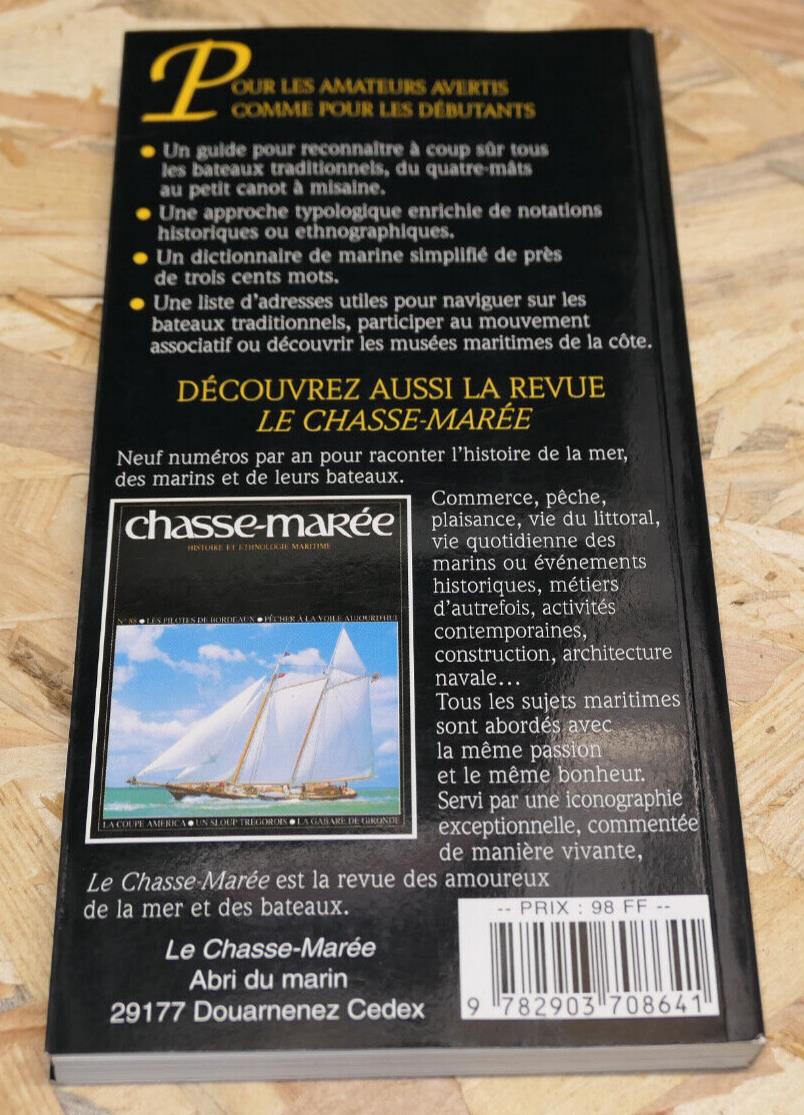 POUR LES AMATEURS AVERTIS
COMME POUR LES DÉBUTANTS
● Un guide pour reconnaître à coup sûr tous
les bateaux traditionnels, du quatre-mâts
au petit canot à misaine.
● Une approche typologique enrichie de notations
historiques ou ethnographiques.
● Un dictionnaire de marine simplifié de près
de trois cents mots.
● Une liste d'adresses utiles pour naviguer sur les
bateaux traditionnels, participer au mouvement
associatif ou découvrir les musées maritimes de la côte.
DÉCOUVREZ AUSSI LA REVUE
LE CHASSE-MARÉE
Neuf numéros par an pour raconter l'histoire de la mer,
des marins et de leurs bateaux.
chasse-marée
HISTOIRE ET ETHNOLOGIE MARITIME
N° 88 ● LES PILOTES DE BORDEAUX ● PÊCHER À LA VOILE AUJOURD'HUI
LA COUPE AMERICA ● UN SLOUP TREGOROIS ● LA GABARE DE GIRONDE
Commerce, pêche,
plaisance, vie du littoral,
vie quotidienne des
marins ou événements
historiques, métiers
d'autrefois, activités
contemporaines,
construction, architecture
navale...
Tous les sujets maritimes
sont abordés avec
la même passion
et le même bonheur.
Servi par une iconographie
exceptionnelle, commentée
de manière vivante,
Le Chasse-Marée est la revue des amoureux
de la mer et des bateaux.
Le Chasse-Marée
Abri du marin
29177 Douarnenez Cedex
-- PRIX : 98 FF --
9 782903 708641